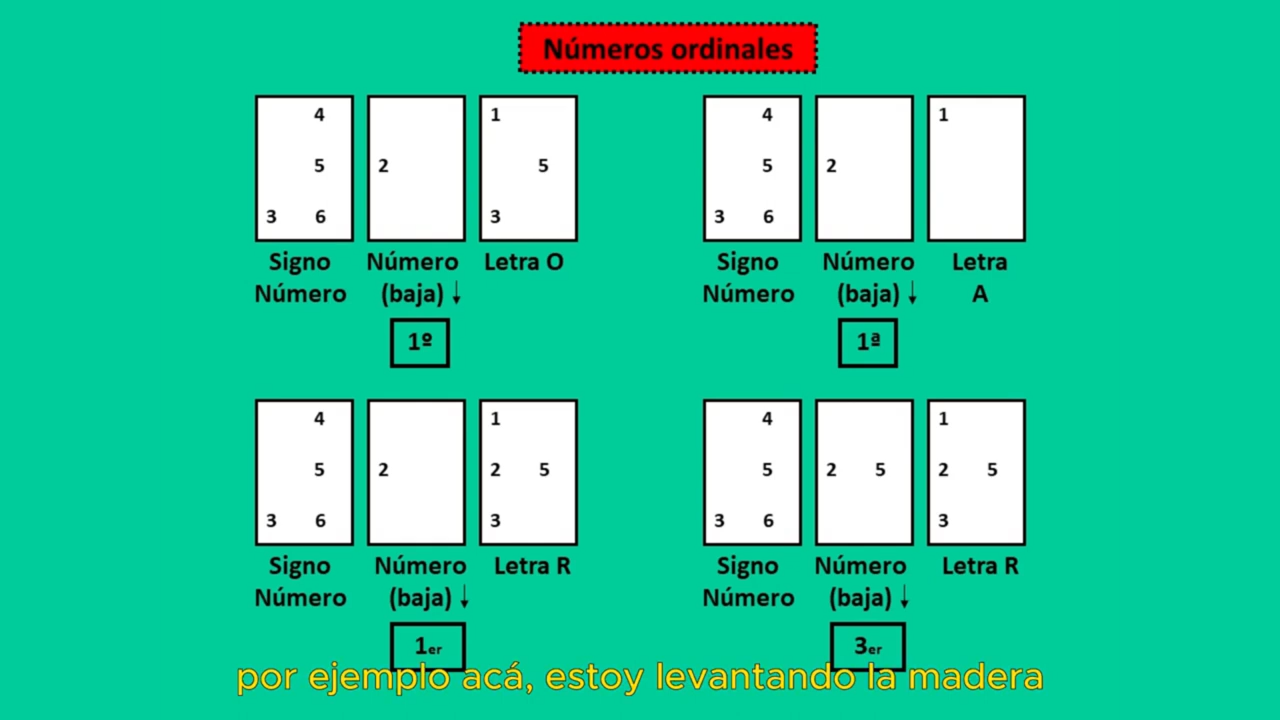 Números ordinales
4 1
5 2 5
3 6 3
Signo Número Letra O
Número (baja) ↓
1º
4 1
5 2
3 6
Signo Número Letra
Número (baja) ↓ A
1ª
4 1
5 2 2 5
3 6 3
Signo Número Letra R
Número (baja) ↓
1er
4 1
5 2 5 2 5
3 6 3
Signo Número Letra R
Número (baja) ↓
3er
por ejemplo acá, estoy levantando la madera